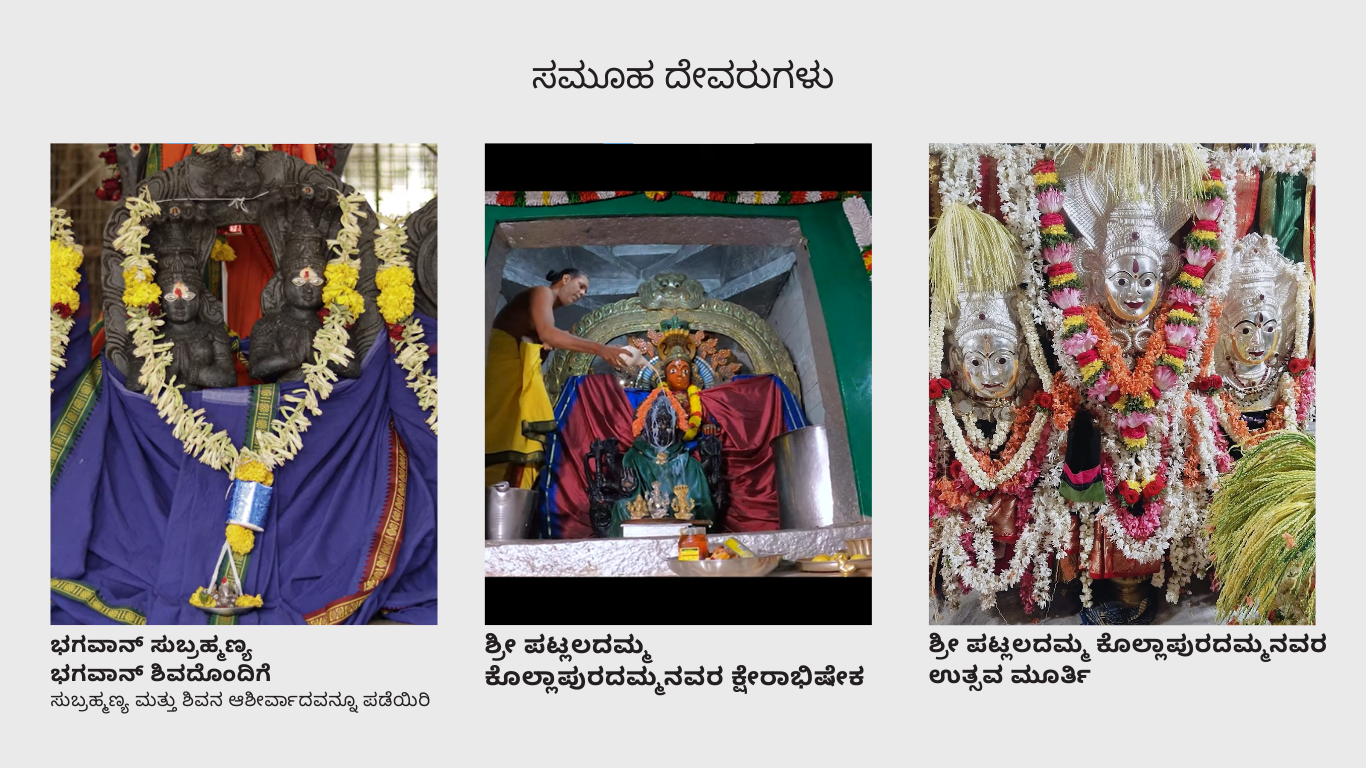 ಸಮೂಹ ದೇವರುಗಳು
ಭಗವಾನ್ ಸುಬ್ರಹ್ಮಣ್ಯ
ಭಗವಾನ್ ಶಿವದೊಂದಿಗೆ
ಸುಬ್ರಹ್ಮಣ್ಯ ಮತ್ತು ಶಿವನ ಆಶೀರ್ವಾದವನ್ನೂ ಪಡೆಯಿರಿ
ಶ್ರೀ ಪಟ್ಲಲದಮ್ಮ
ಕೊಲ್ಲಾಪುರದಮ್ಮನವರ ಕ್ಷೇರಾಭಿಷೇಕ
ಶ್ರೀ ಪಟ್ಲಲದಮ್ಮ ಕೊಲ್ಲಾಪುರದಮ್ಮನವರ
ಉತ್ಸವ ಮೂರ್ತಿ